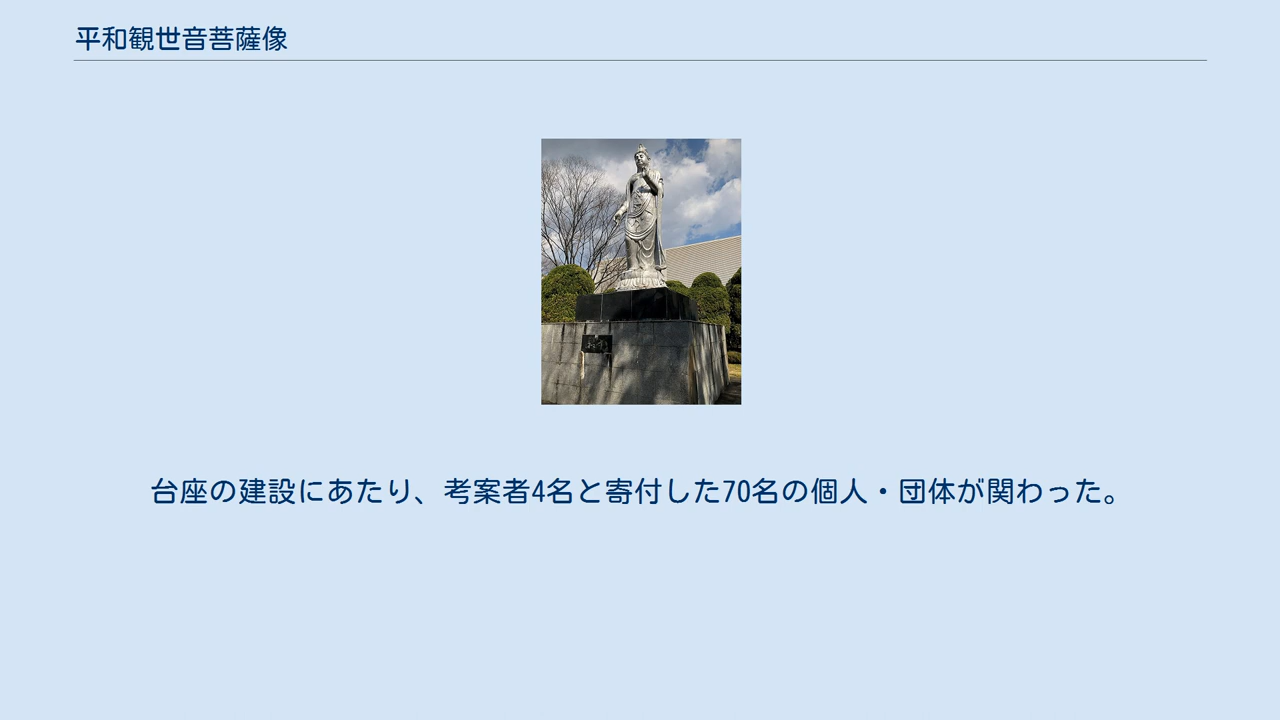 平和観世音菩薩像
台座の建設にあたり、考案者4名と寄付した70名の個人・団体が関わった。